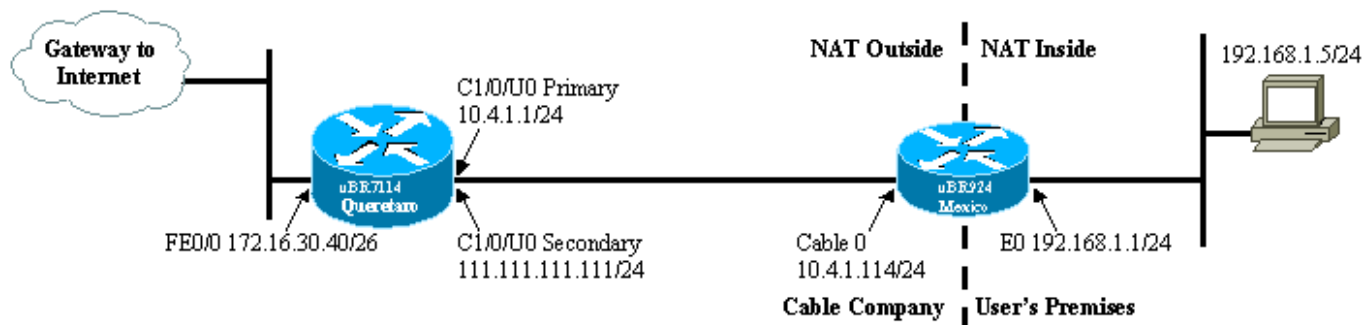 Gateway to
Internet
C1/0/U0 Primary
10.4.1.1/24
uBR7114
Queretaro
FE0/0 172.16.30.40/26
C1/0/U0 Secondary
111.111.111.111/24
NAT Outside
NAT Inside
192.168.1.5/24
uBR924
Mexico
Cable 0
10.4.1.114/24
E0 192.168.1.1/24
Cable Company
User's Premises